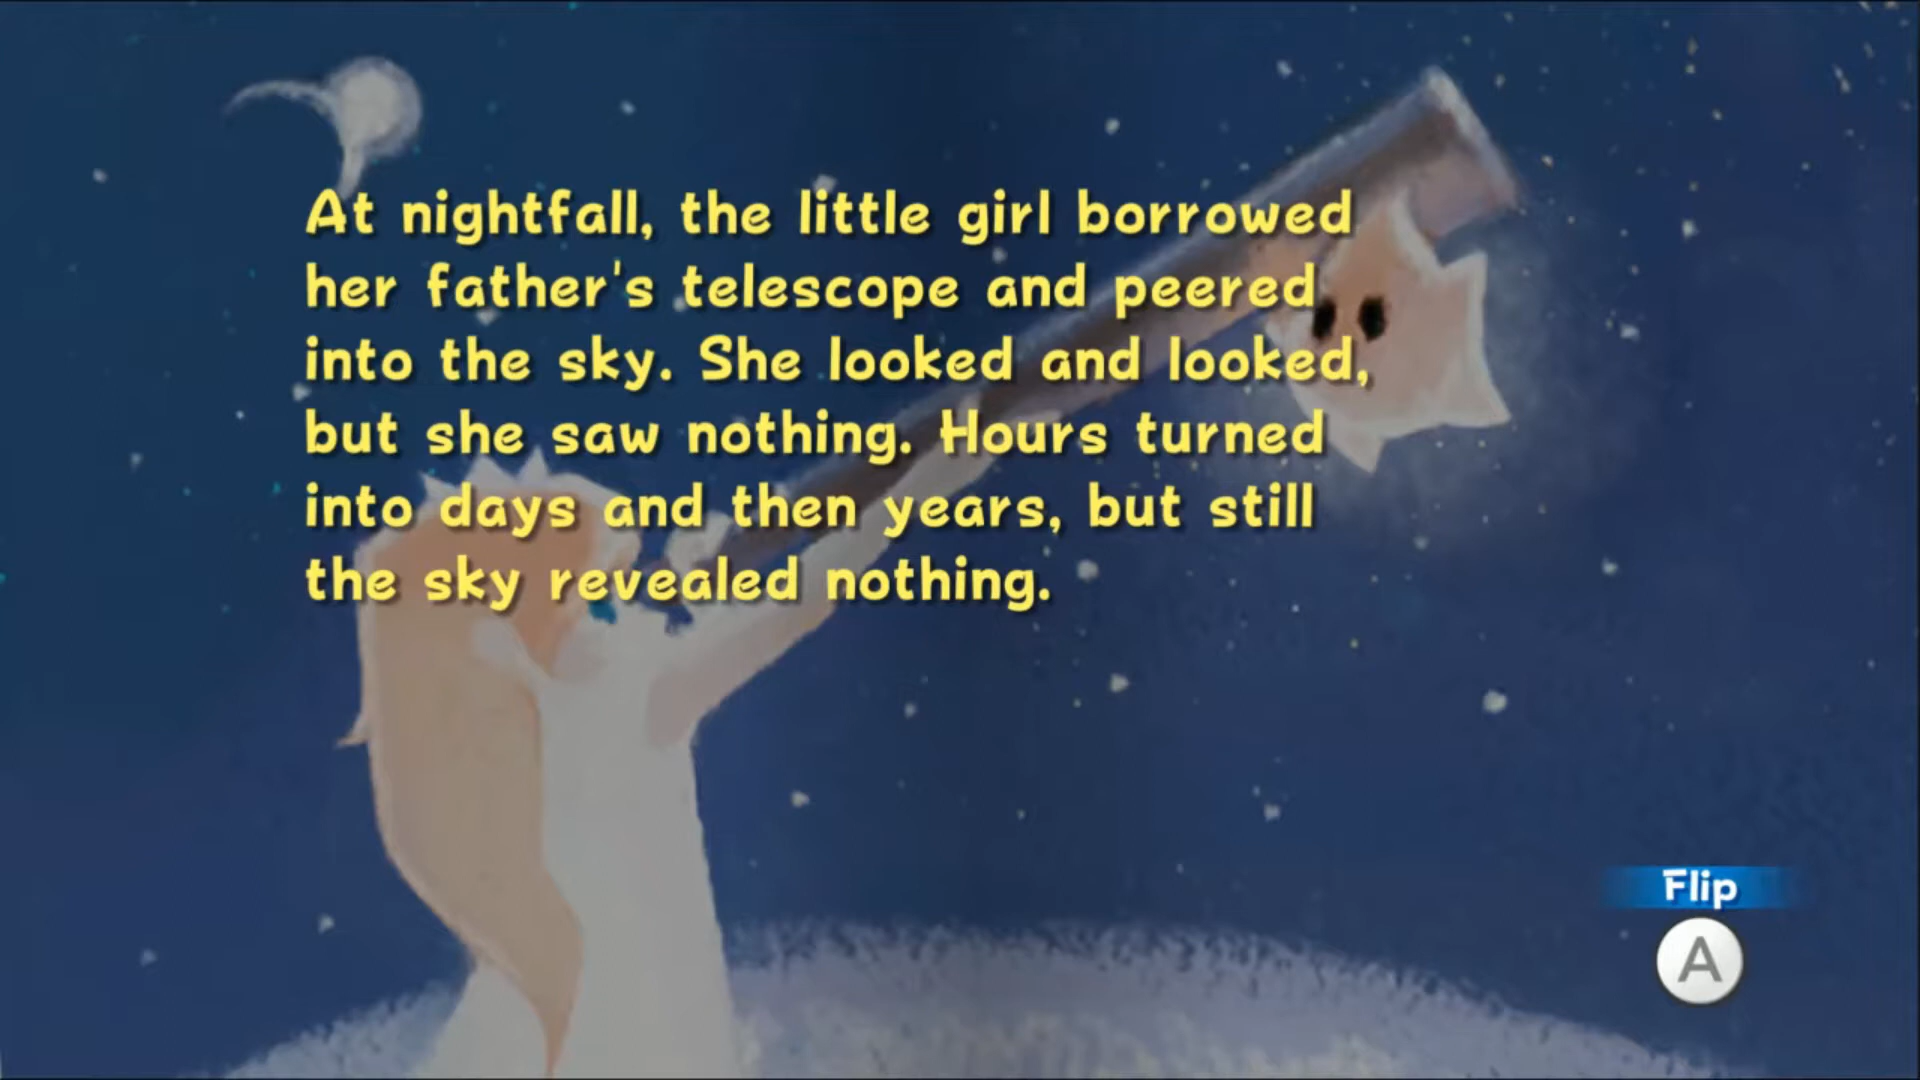 At nightfall, the little girl borrowed
her father's telescope and peered
into the sky. She looked and looked,
but she saw nothing. Hours turned
into days and then years, but still
the sky revealed nothing.
Flip
A